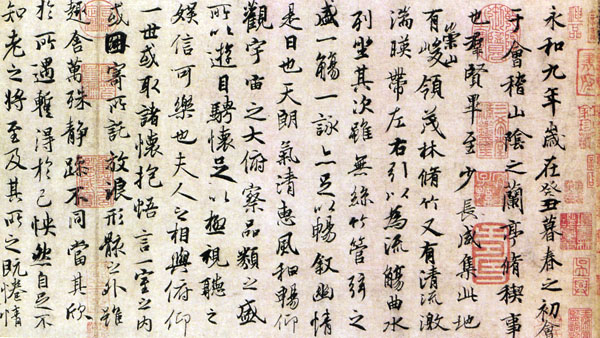 永和九年歲在癸丑暮春之初會
于會稽山陰之蘭亭脩稧事
也羣賢畢至少長咸集此地
有崇山峻領茂林脩竹又有清流激
湍暎帶左右引以為流觴曲水
列坐其次雖無絲竹管弦之
盛一觴一詠亦足以暢敘幽情
是日也天朗氣清惠風和暢仰
觀宇宙之大俯察品類之盛
所以遊目騁懷足以極視聽之
娛信可樂也夫人之相與俯仰
一世或取諸懷抱悟言一室之內
或因寄所託放浪形骸之外雖
趣舍萬殊靜躁不同當其欣
於所遇暫得於己怏然自足不
知老之將至及其所之既惓情